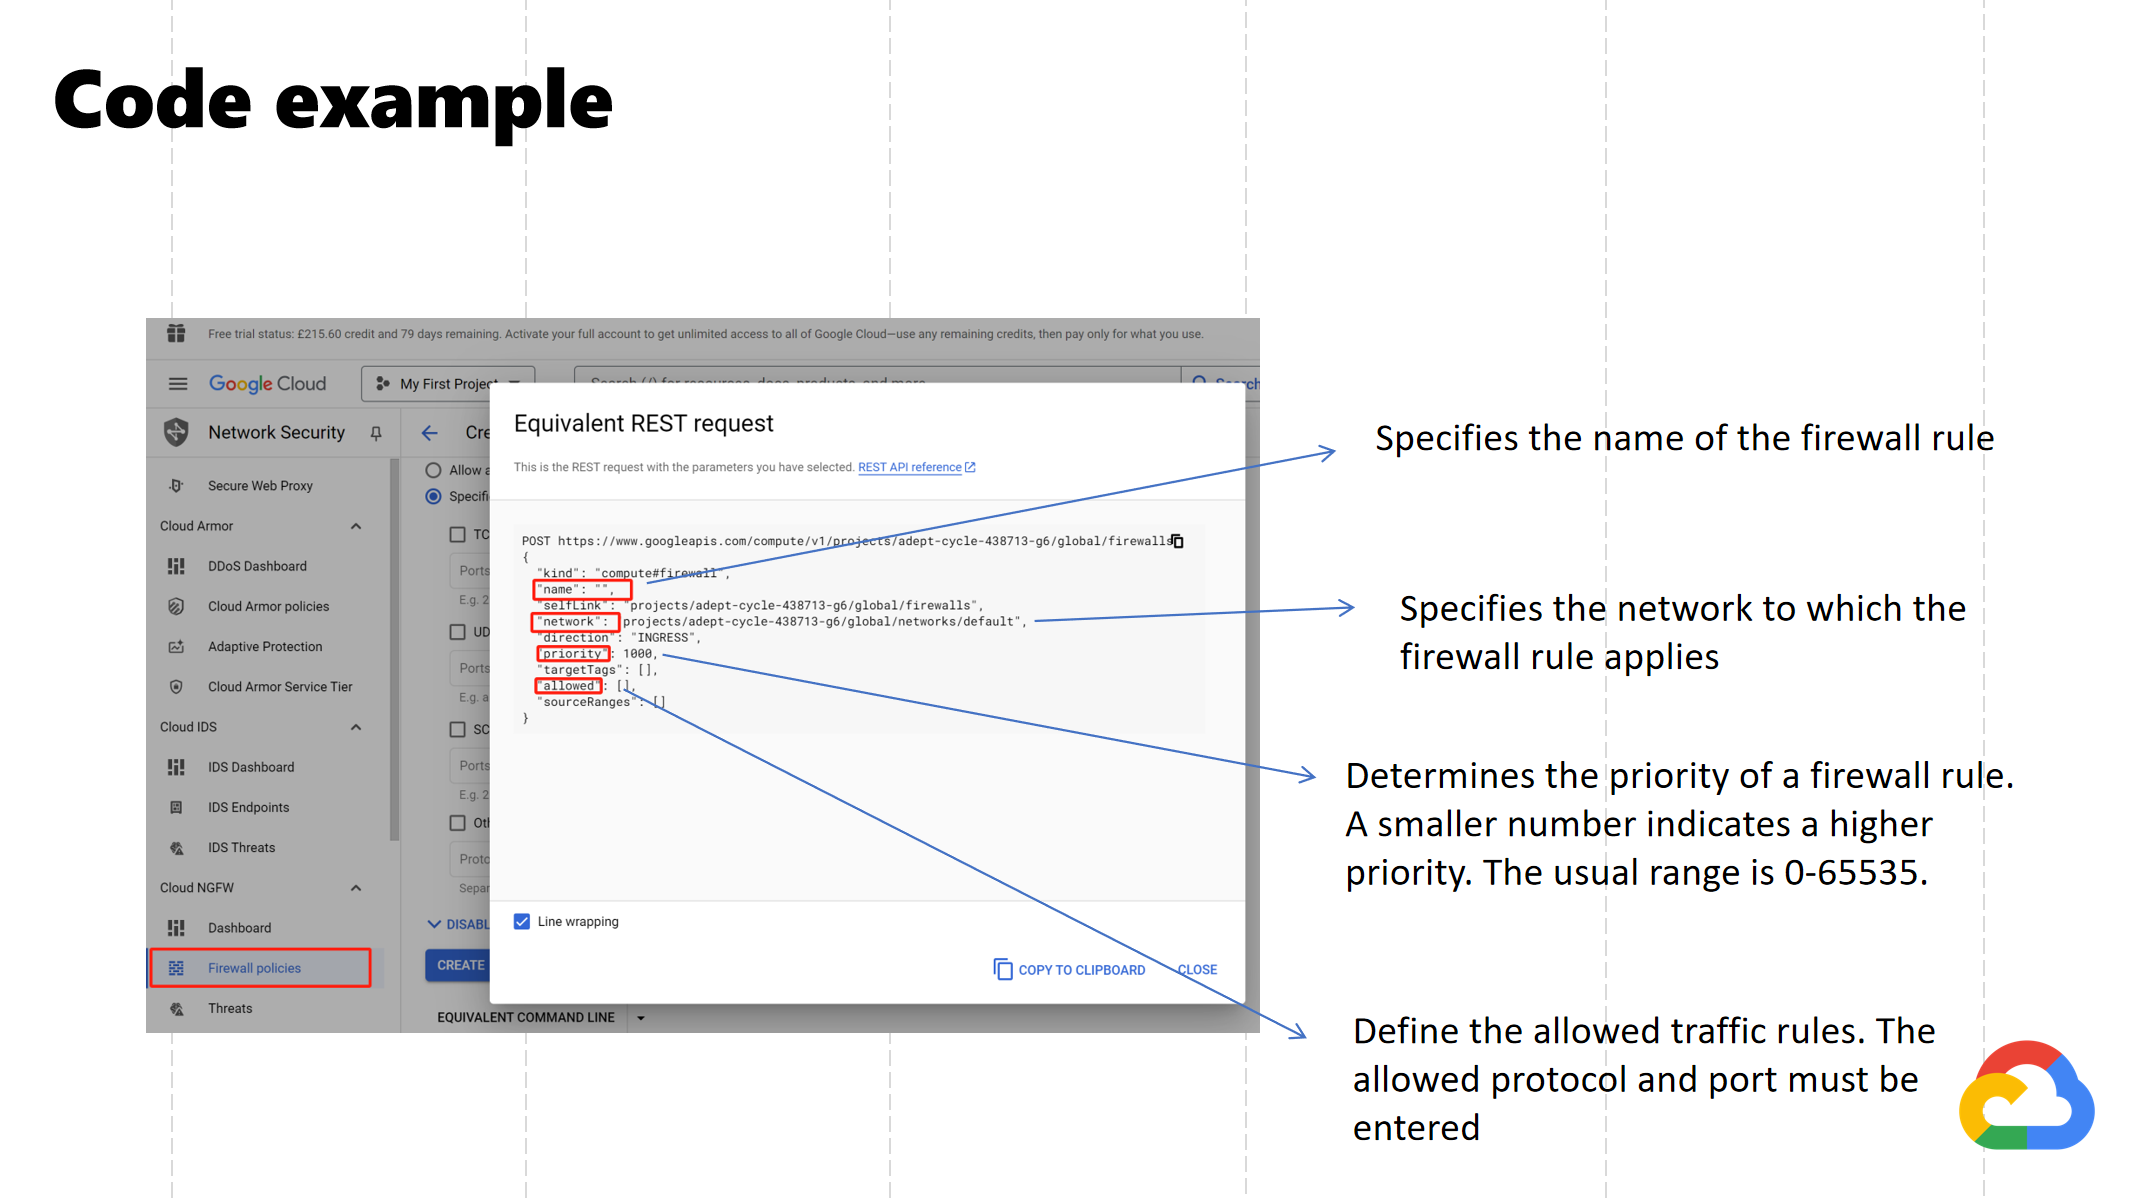 Code example
Free trial status: £215.60 credit and 79 days remaining. Activate your full account to get unlimited access to all of Google Cloud—use any remaining credits, then pay only for what you use.
Google Cloud
My First Project
Search (/) for resources, docs, products, and more
Search
Network Security
Secure Web Proxy
Cloud Armor
DDoS Dashboard
Cloud Armor policies
Adaptive Protection
Cloud Armor Service Tier
Cloud IDS
IDS Dashboard
IDS Endpoints
IDS Threats
Cloud NGFW
Dashboard
Firewall policies
Threats
Cre
Allow a
Specifi
TC
Ports
E.g. 2
UD
Ports
E.g. a
SC
Ports
E.g. 2
Oth
Proto
Separ
DISABL
CREATE
EQUIVALENT COMMAND LINE
Equivalent REST request
This is the REST request with the parameters you have selected. REST API reference
POST https://www.googleapis.com/compute/v1/projects/adept-cycle-438713-g6/global/firewalls
{
"kind": "compute#firewall",
"name": "",
"selfLink": "projects/adept-cycle-438713-g6/global/firewalls",
"network": "projects/adept-cycle-438713-g6/global/networks/default",
"direction": "INGRESS",
"priority": 1000,
"targetTags": [],
"allowed": [],
"sourceRanges": []
}
Line wrapping
COPY TO CLIPBOARD
CLOSE
Specifies the name of the firewall rule
Specifies the network to which the
firewall rule applies
Determines the priority of a firewall rule.
A smaller number indicates a higher
priority. The usual range is 0-65535.
Define the allowed traffic rules. The
allowed protocol and port must be
entered